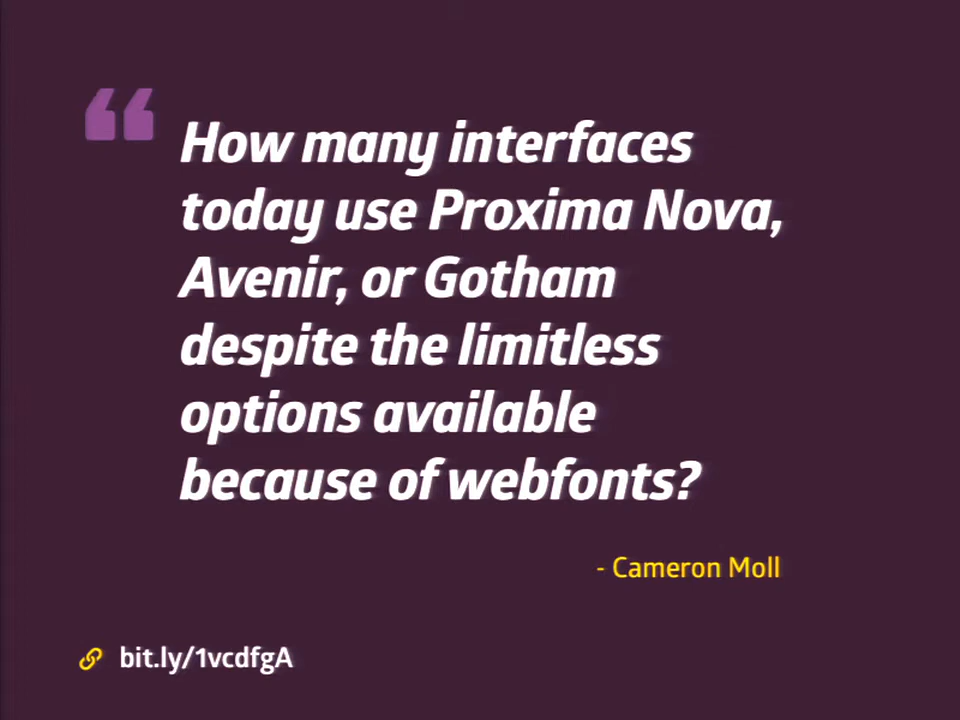 “ How many interfaces
today use Proxima Nova,
Avenir, or Gotham
despite the limitless
options available
because of webfonts?
- Cameron Moll
bit.ly/1vcdfgA